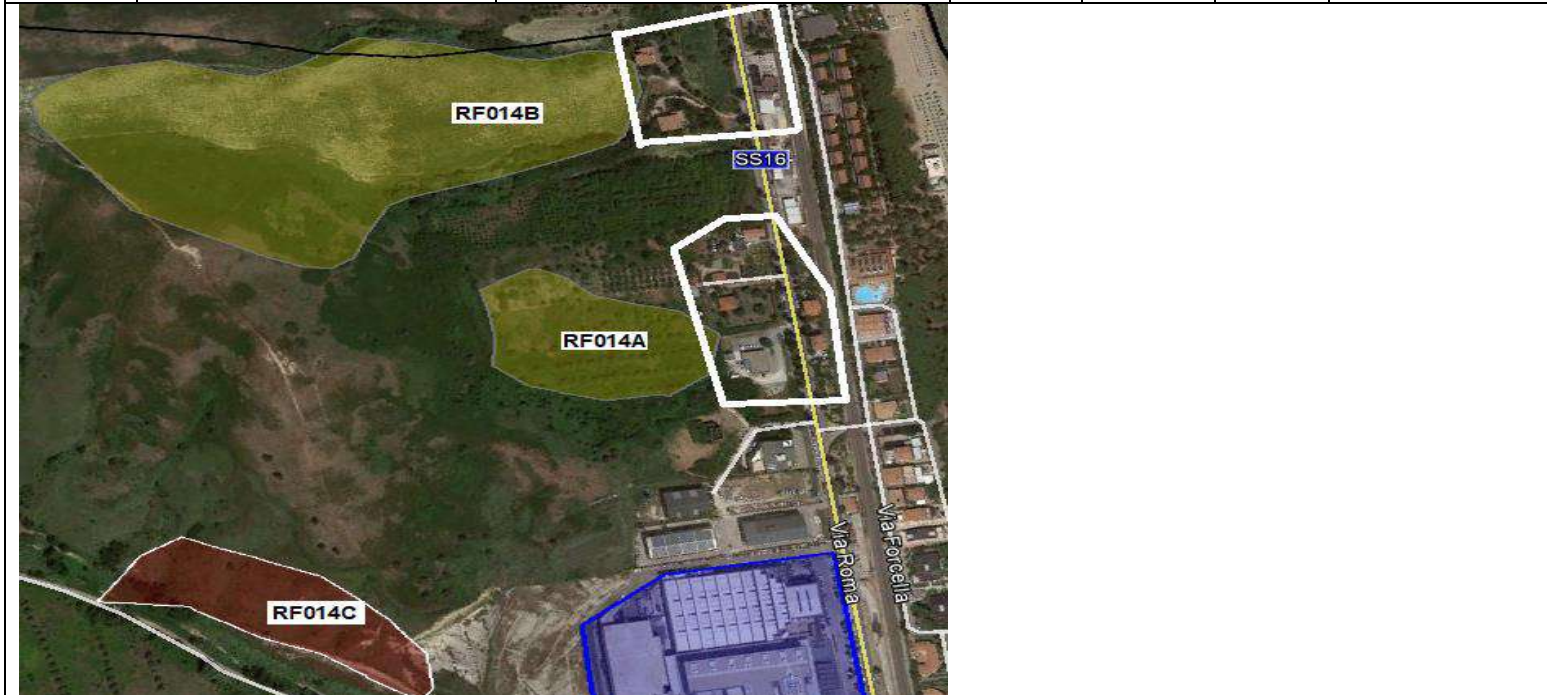 RF014B
SS16
RF014A
Via Roma
Via Forcella
RF014C